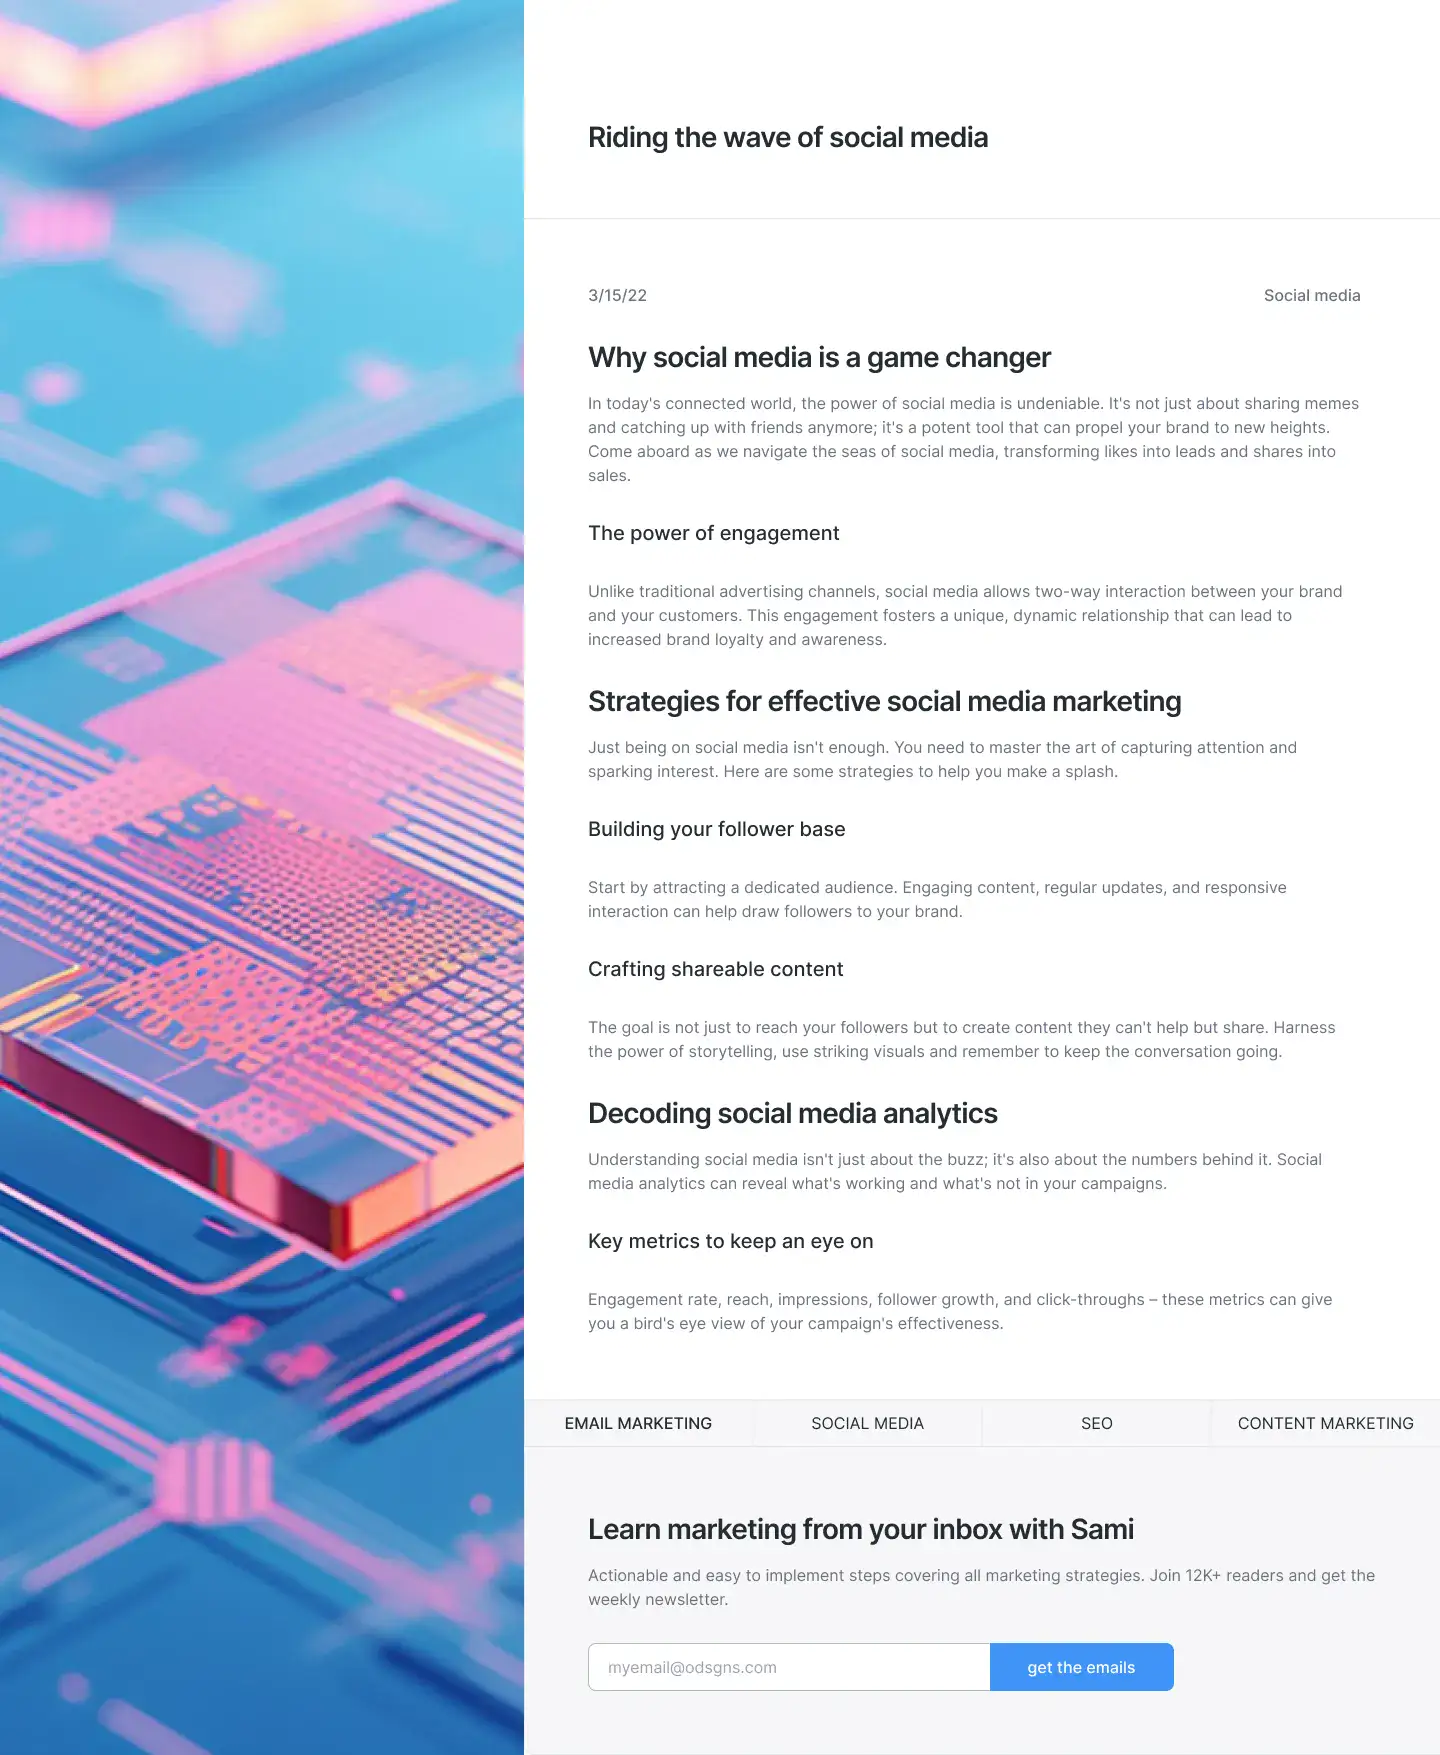 Riding the wave of social media
3/15/22
Social media
Why social media is a game changer
In today's connected world, the power of social media is undeniable. It's not just about sharing memes
and catching up with friends anymore; it's a potent tool that can propel your brand to new heights.
Come aboard as we navigate the seas of social media, transforming likes into leads and shares into
sales.
The power of engagement
Unlike traditional advertising channels, social media allows two-way interaction between your brand
and your customers. This engagement fosters a unique, dynamic relationship that can lead to
increased brand loyalty and awareness.
Strategies for effective social media marketing
Just being on social media isn't enough. You need to master the art of capturing attention and
sparking interest. Here are some strategies to help you make a splash.
Building your follower base
Start by attracting a dedicated audience. Engaging content, regular updates, and responsive
interaction can help draw followers to your brand.
Crafting shareable content
The goal is not just to reach your followers but to create content they can't help but share. Harness
the power of storytelling, use striking visuals and remember to keep the conversation going.
Decoding social media analytics
Understanding social media isn't just about the buzz; it's also about the numbers behind it. Social
media analytics can reveal what's working and what's not in your campaigns.
Key metrics to keep an eye on
Engagement rate, reach, impressions, follower growth, and click-throughs – these metrics can give
you a bird's eye view of your campaign's effectiveness.
EMAIL MARKETING
SOCIAL MEDIA
SEO
CONTENT MARKETING
Learn marketing from your inbox with Sami
Actionable and easy to implement steps covering all marketing strategies. Join 12K+ readers and get the
weekly newsletter.
myemail@odsgns.com
get the emails